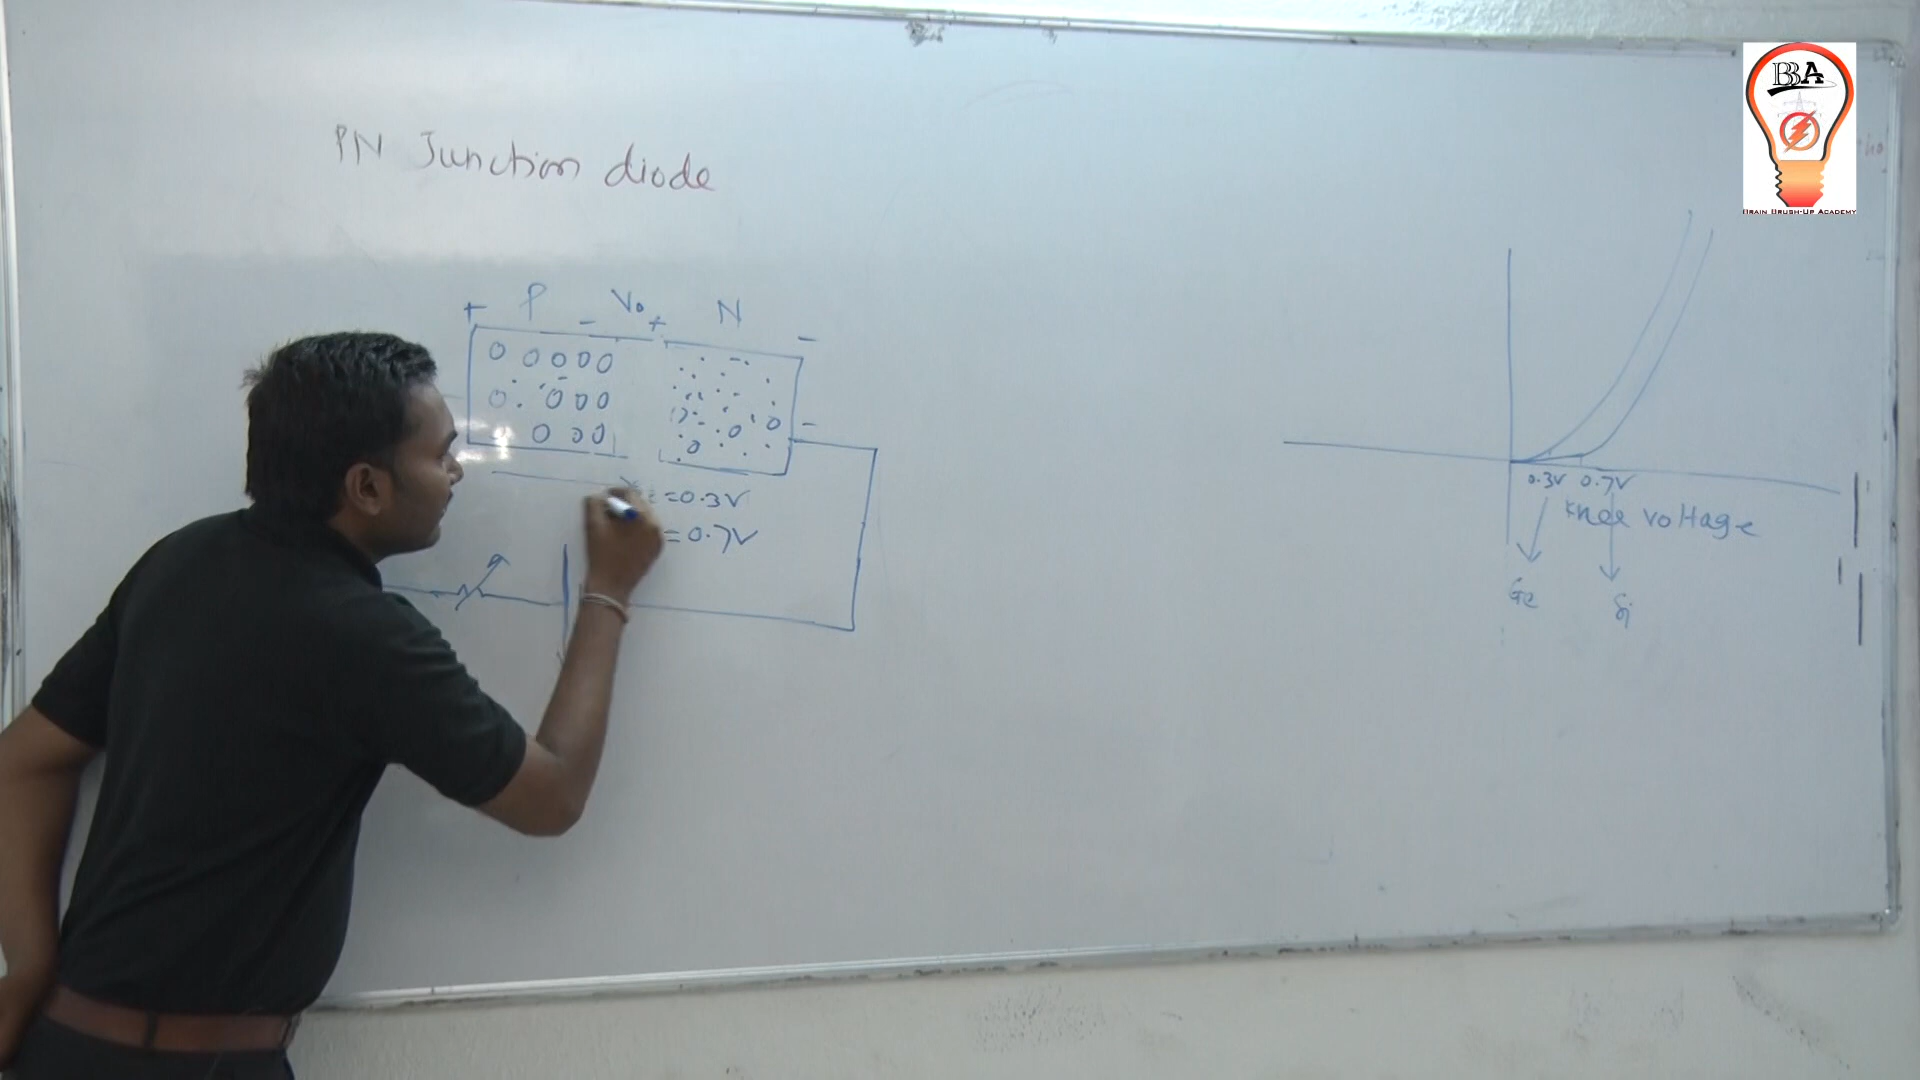 BBA
BRAIN BRUSH-UP ACADEMY
PN Junction diode
+ P - V₀ + N -
-
=0.3V
=0.7V
0.3V 0.7V
Knee voltage
Ge Si